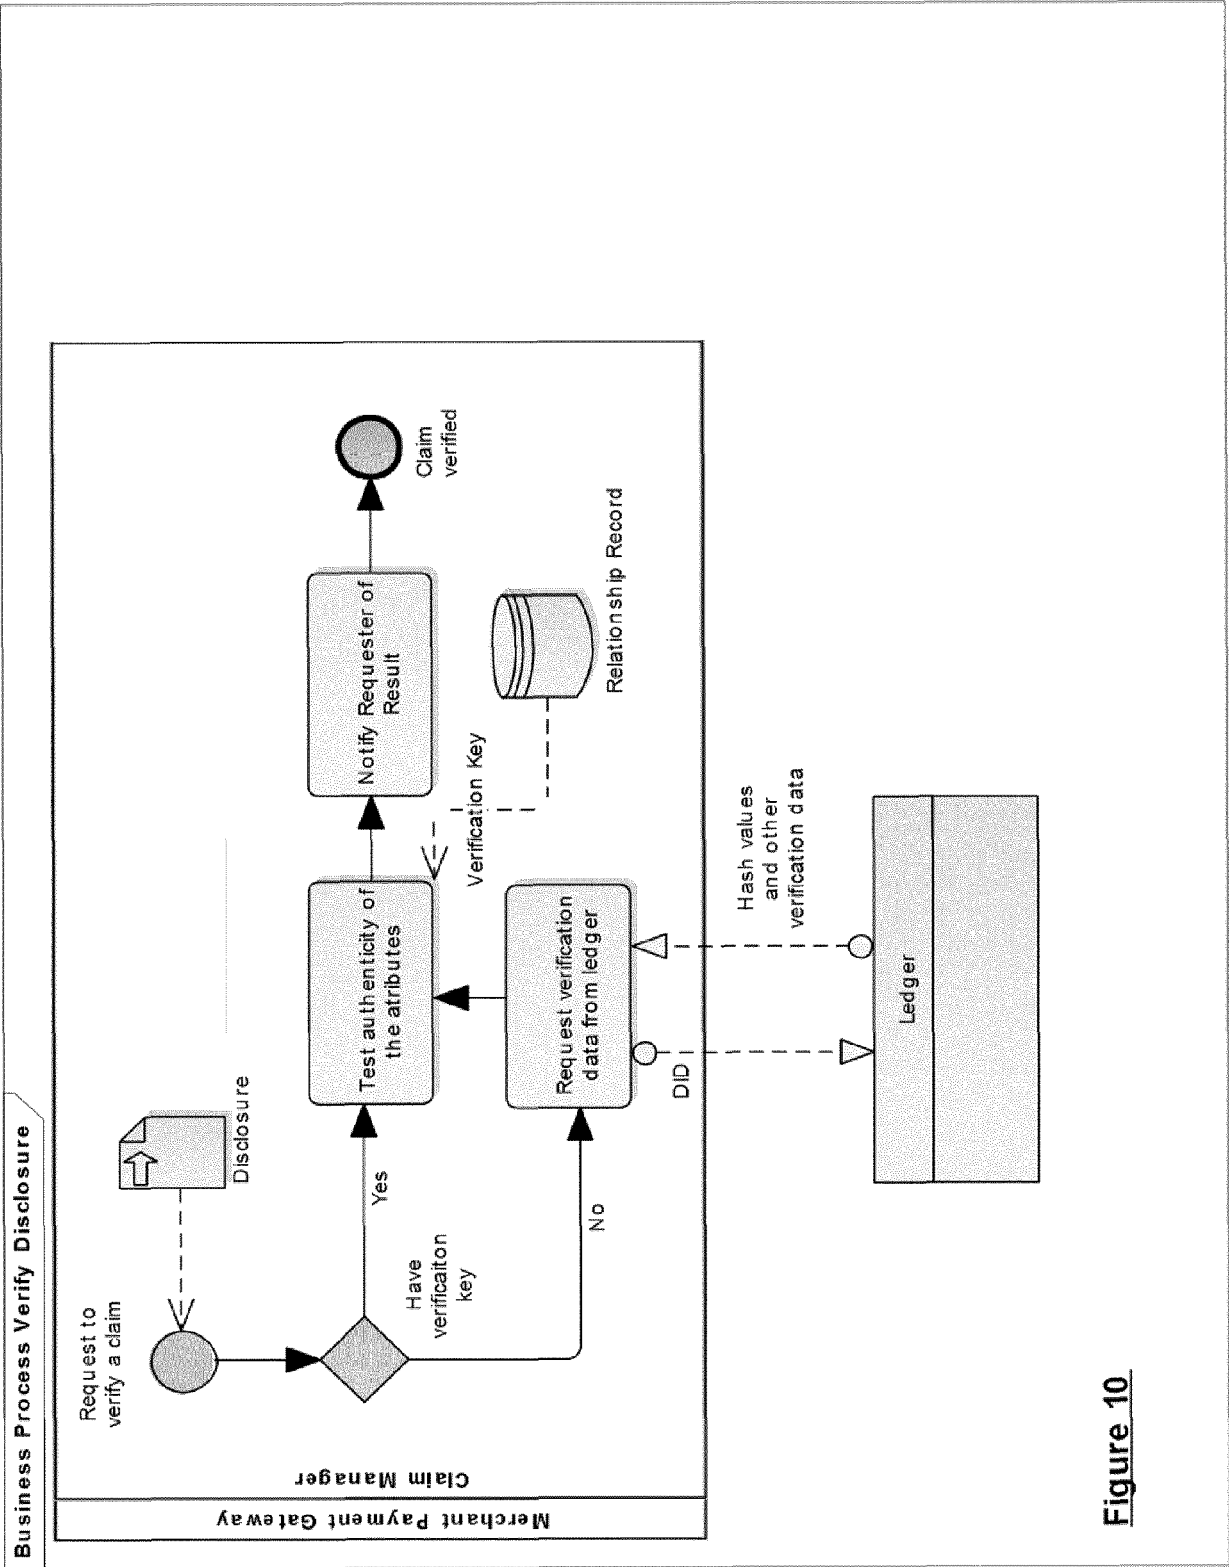 Business Process Verify Disclosure
Merchant Payment Gateway
Claim Manager
Request to
verify a claim
Disclosure
Have
verificaiton
key
Yes
No
Test authenticity of
the atributes
Notify Requester of
Result
Claim
verified
Verification Key
Relationship Record
Request verification
data from ledger
DID
Hash values
and other
verification data
Ledger
Figure 10